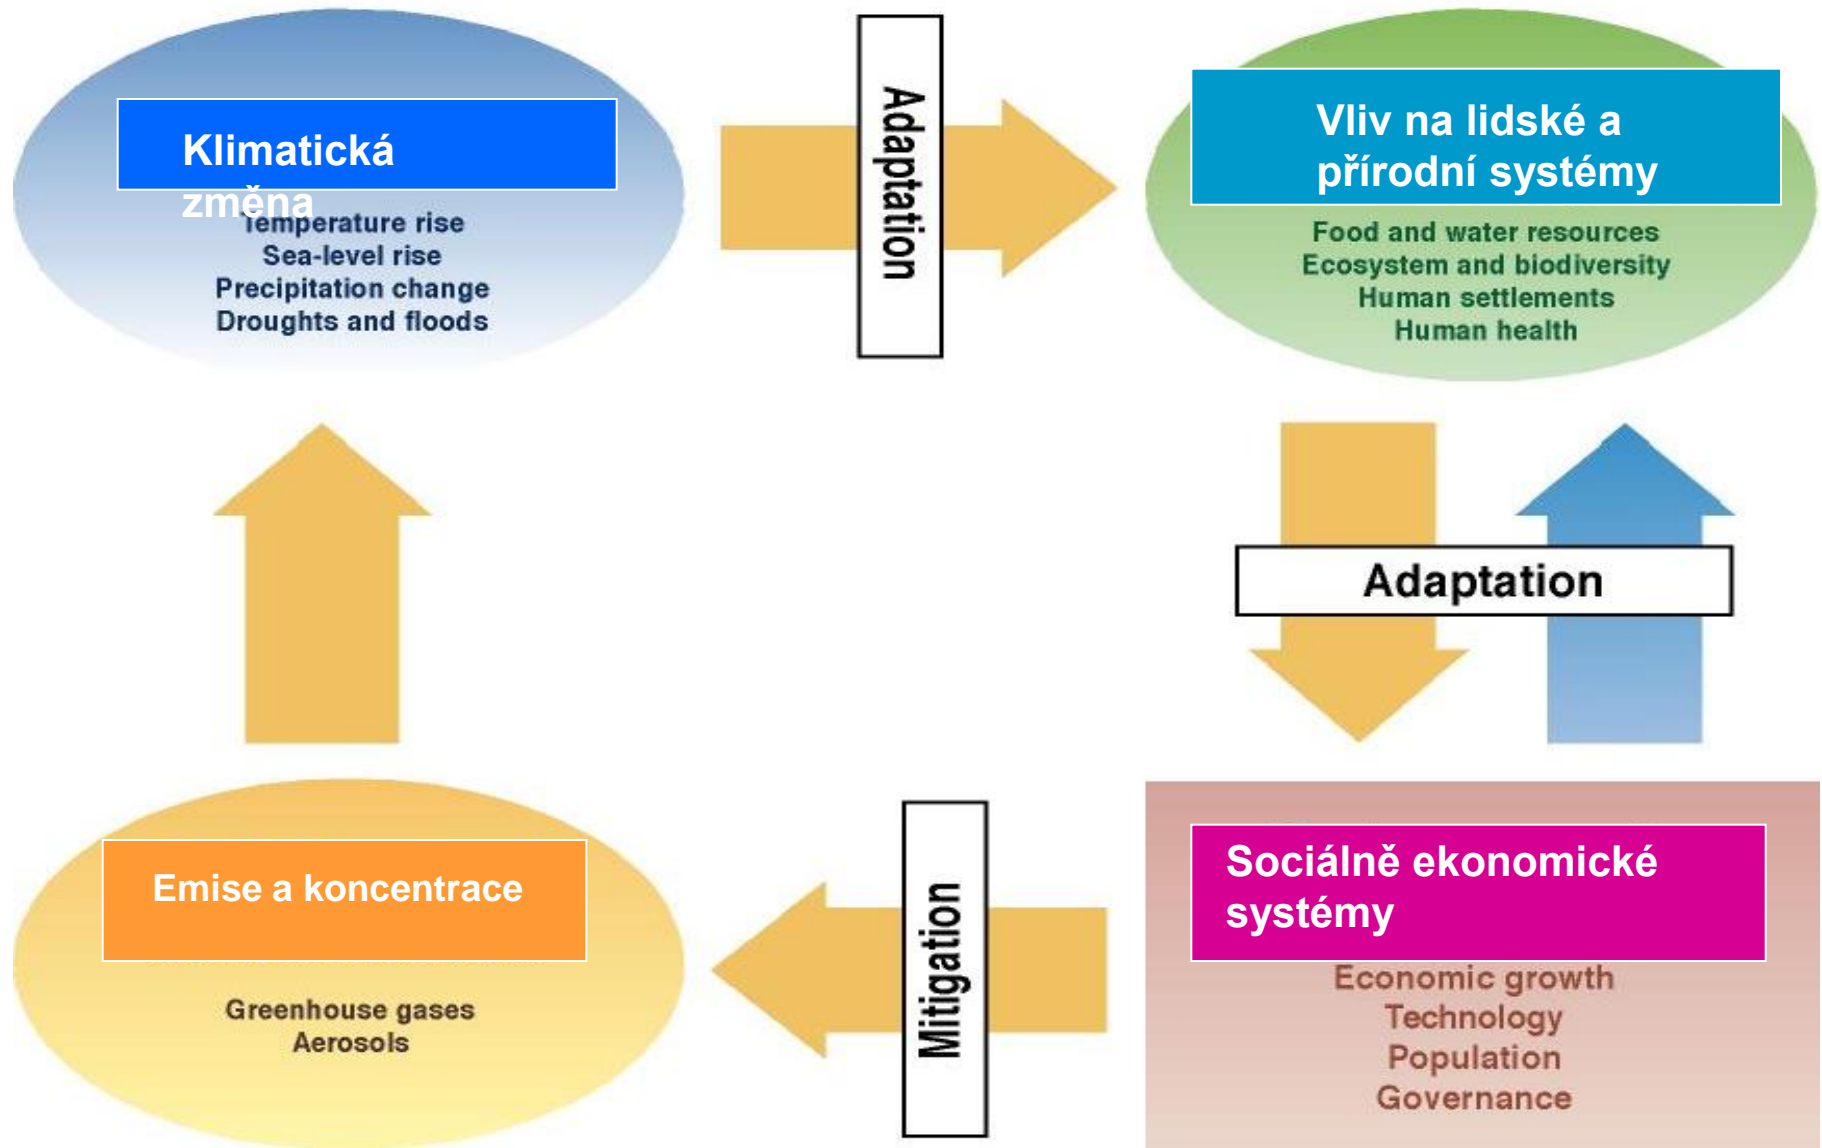 Klimatická
změna
Temperature rise
Sea-level rise
Precipitation change
Droughts and floods
Adaptation
Vliv na lidské a
přírodní systémy
Food and water resources
Ecosystem and biodiversity
Human settlements
Human health
Adaptation
Emise a koncentrace
Greenhouse gases
Aerosols
Mitigation
Sociálně ekonomické
systémy
Economic growth
Technology
Population
Governance